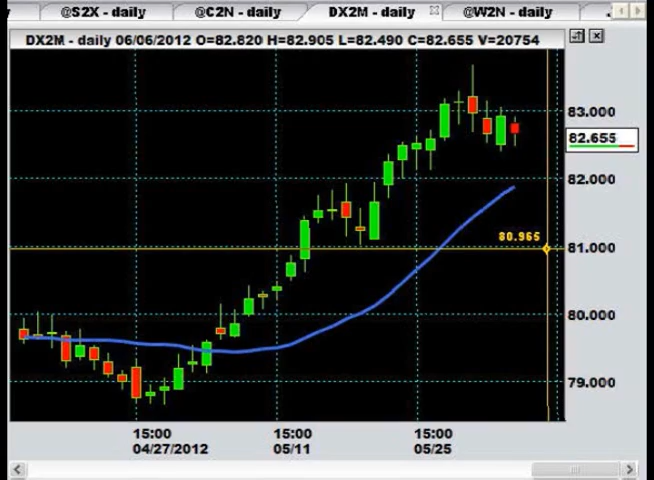 @S2X - daily @C2N - daily DX2M - daily @W2N - daily
DX2M - daily 06/06/2012 O=82.820 H=82.905 L=82.490 C=82.655 V=20754
83.000
82.655
82.000
80.965
81.000
80.000
79.000
15:00 15:00 15:00
04/27/2012 05/11 05/25